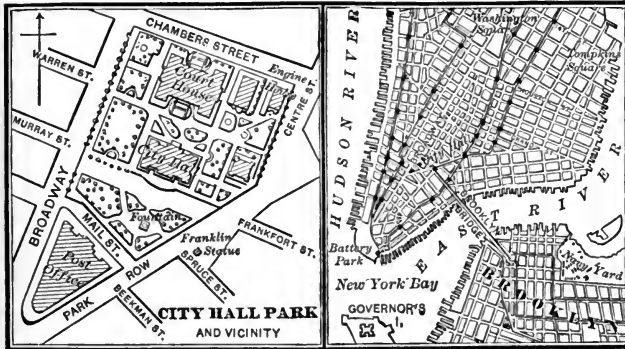 CHAMBERS STREET
WARREN ST.
Court
House
Engine
House
CENTRE ST.
MURRAY ST.
City Hall
BROADWAY
MAIL ST.
Fountain
Franklin
Statue
FRANKFORT ST.
Post
Office
PARK ROW
SPRUCE ST.
BEEKMAN ST.
CITY HALL PARK
AND VICINITY
HUDSON RIVER
Washington
Square
Tompkins
Square
EAST RIVER
BROOKLYN
BRIDGE
Battery
Park
New York Bay
GOVERNOR'S
I.
Navy Yard
BROOKLYN